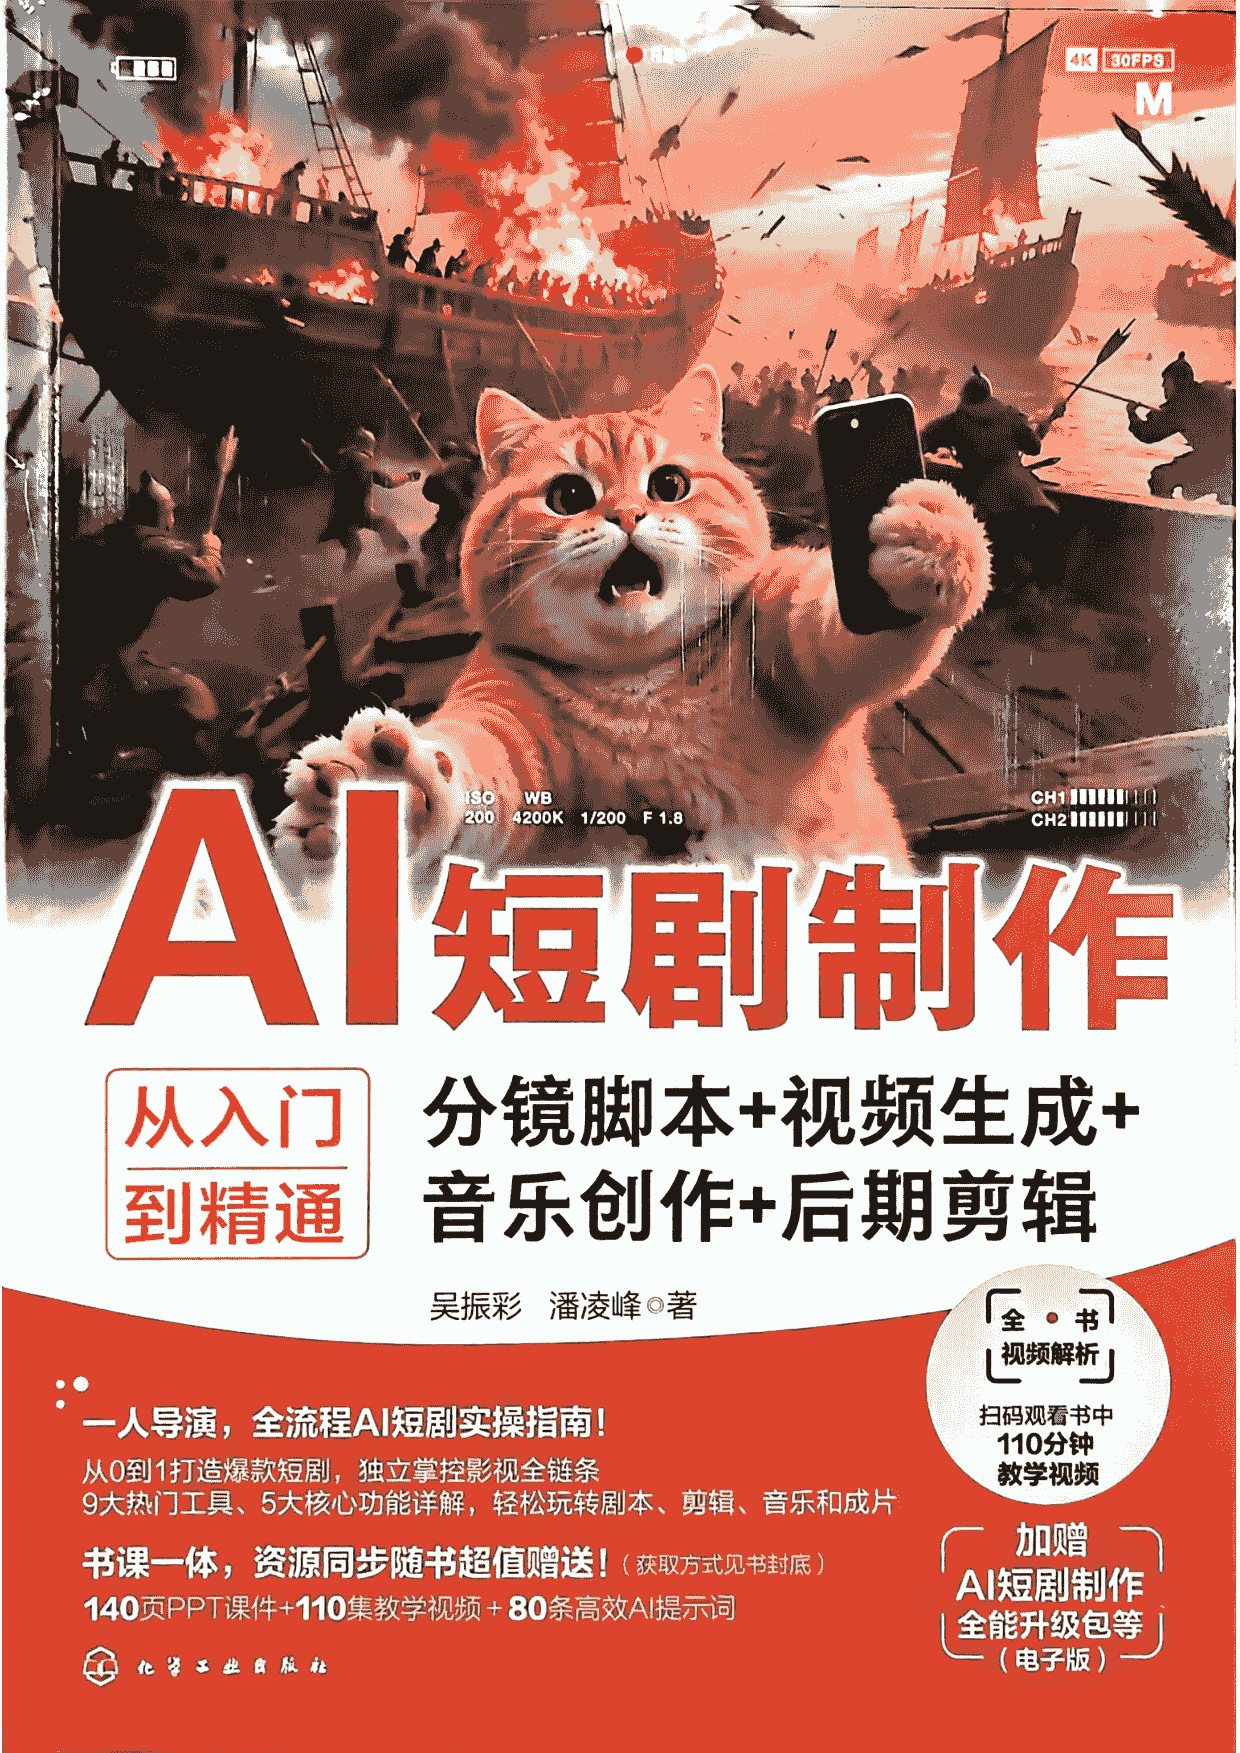 4K 30FPS
M
ISO WB
200 4200K 1/200 F 1.8
CH1
CH2
AI短剧制作
从入门
到精通
分镜脚本+视频生成+
音乐创作+后期剪辑
吴振彩 潘凌峰◎著
全 书
视频解析
扫码观看书中
110分钟
教学视频
一人导演，全流程AI短剧实操指南！
从0到1打造爆款短剧，独立掌控影视全链条
9大热门工具、5大核心功能详解，轻松玩转剧本、剪辑、音乐和成片
书课一体，资源同步随书超值赠送！（获取方式见书封底）
140页PPT课件+110集教学视频+80条高效AI提示词
加赠
AI短剧制作
全能升级包等
（电子版）
化学工业出版社